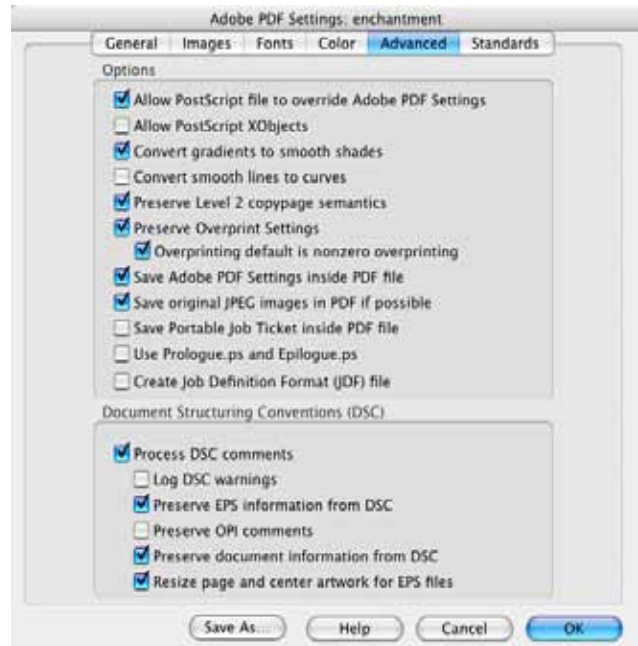 Adobe PDF Settings: enchantment
General Images Fonts Color Advanced Standards
Options
Allow PostScript file to override Adobe PDF Settings
Allow PostScript XObjects
Convert gradients to smooth shades
Convert smooth lines to curves
Preserve Level 2 copypage semantics
Preserve Overprint Settings
Overprinting default is nonzero overprinting
Save Adobe PDF Settings inside PDF file
Save original JPEG images in PDF if possible
Save Portable Job Ticket inside PDF file
Use Prologue.ps and Epilogue.ps
Create Job Definition Format (JDF) file
Document Structuring Conventions (DSC)
Process DSC comments
Log DSC warnings
Preserve EPS information from DSC
Preserve OPI comments
Preserve document information from DSC
Resize page and center artwork for EPS files
Save As... Help Cancel OK